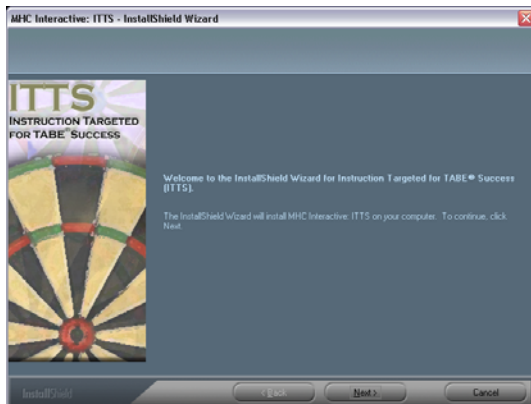 MHC Interactive: ITTS - InstallShield Wizard
ITTS
INSTRUCTION TARGETED
FOR TABE® SUCCESS
Welcome to the InstallShield Wizard for Instruction Targeted for TABE® Success
(ITTS).
The InstallShield Wizard will install MHC Interactive: ITTS on your computer. To continue, click
Next.
InstallShield
< Back
Next >
Cancel